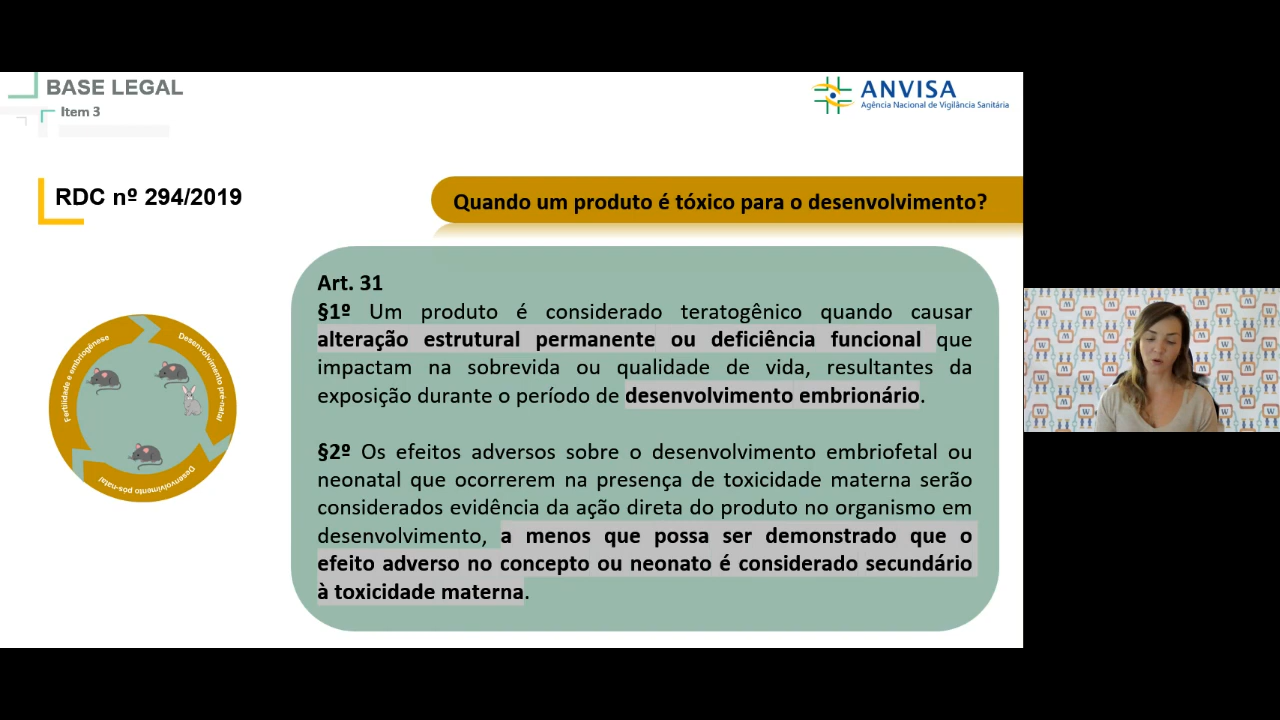 BASE LEGAL
Item 3
ANVISA
Agência Nacional de Vigilância Sanitária
RDC nº 294/2019
Quando um produto é tóxico para o desenvolvimento?
Art. 31
§1º Um produto é considerado teratogênico quando causar
alteração estrutural permanente ou deficiência funcional que
impactam na sobrevida ou qualidade de vida, resultantes da
exposição durante o período de desenvolvimento embrionário.
§2º Os efeitos adversos sobre o desenvolvimento embriofetal ou
neonatal que ocorrerem na presença de toxicidade materna serão
considerados evidência da ação direta do produto no organismo em
desenvolvimento, a menos que possa ser demonstrado que o
efeito adverso no concepto ou neonato é considerado secundário
à toxicidade materna.
Fertilidade e embriogênese
Desenvolvimento pré-natal
Desenvolvimento pós-natal